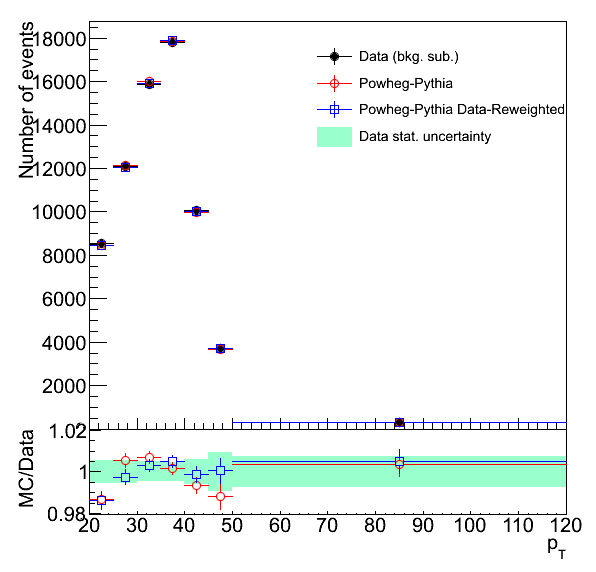 Number of events
18000
16000
14000
12000
10000
8000
6000
4000
2000
Data (bkg. sub.)
Powheg-Pythia
Powheg-Pythia Data-Reweighted
Data stat. uncertainty
MC/Data
1.02
1
0.98
20 30 40 50 60 70 80 90 100 110 120
pT